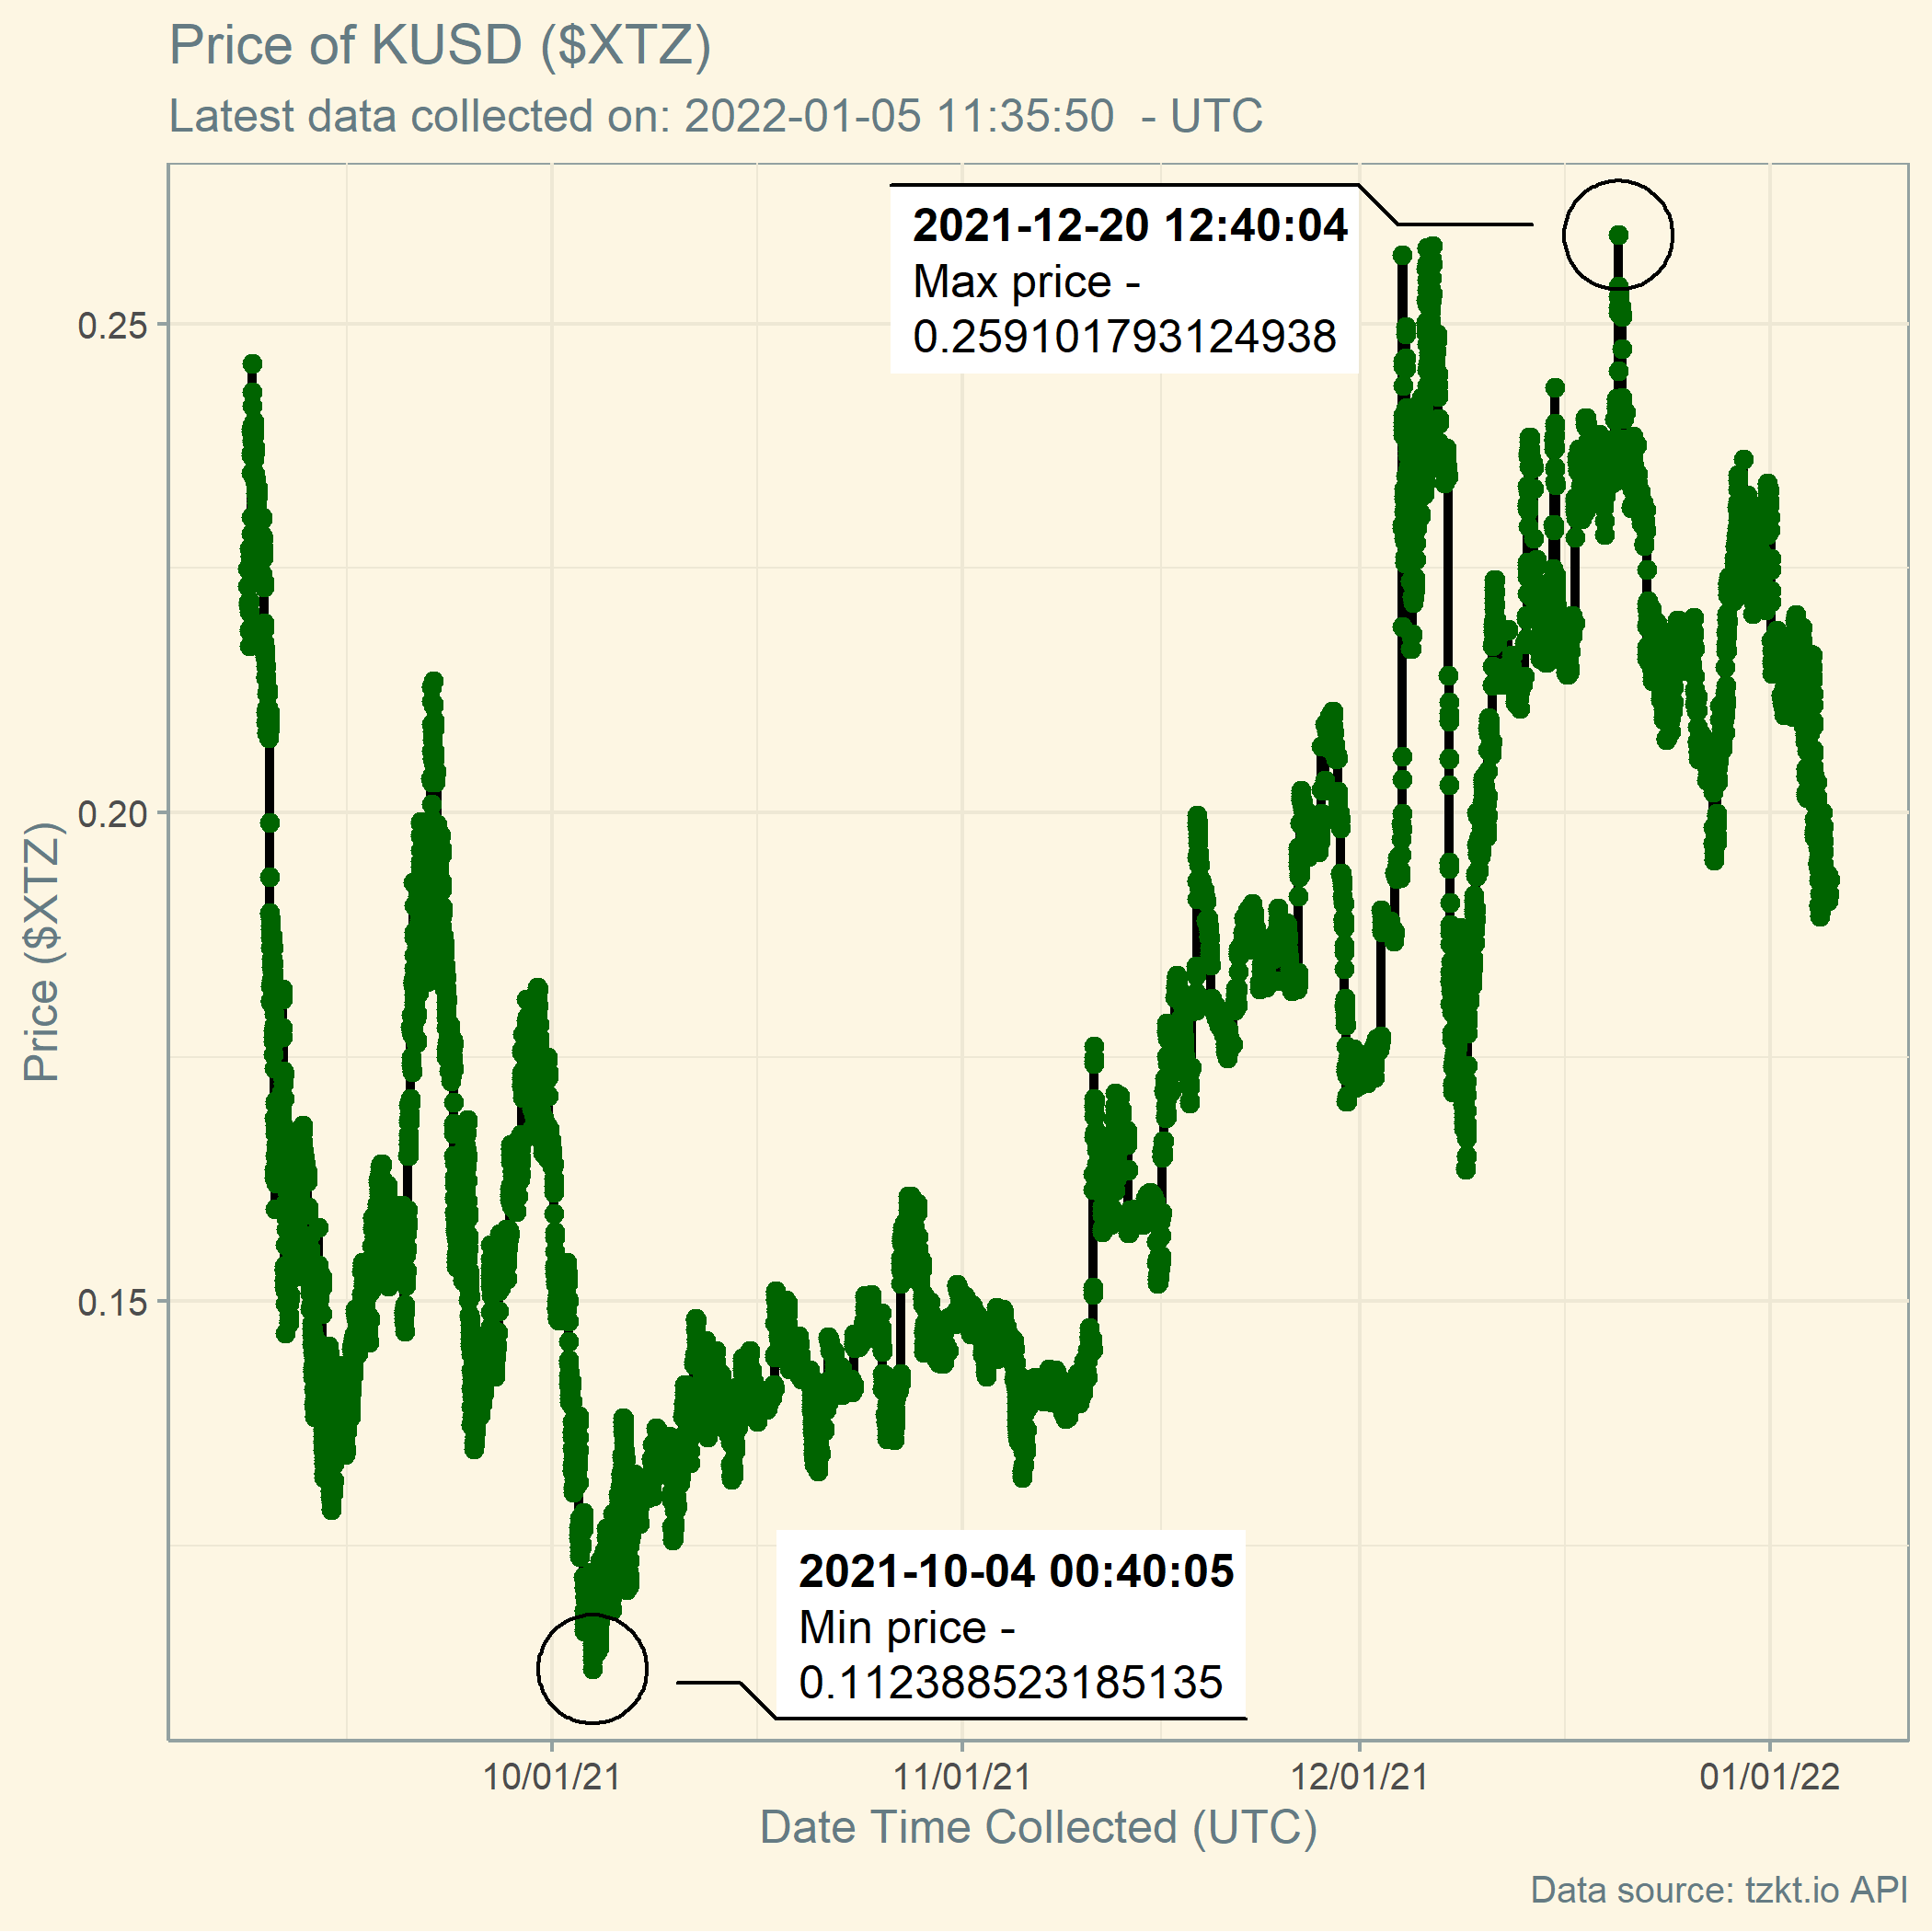 Price of KUSD ($XTZ)
Latest data collected on: 2022-01-05 11:35:50  - UTC
2021-12-20 12:40:04
Max price -
0.259101793124938
0.25
0.20
0.15
Price ($XTZ)
2021-10-04 00:40:05
Min price -
0.112388523185135
10/01/21
11/01/21
12/01/21
01/01/22
Date Time Collected (UTC)
Data source: tzkt.io API